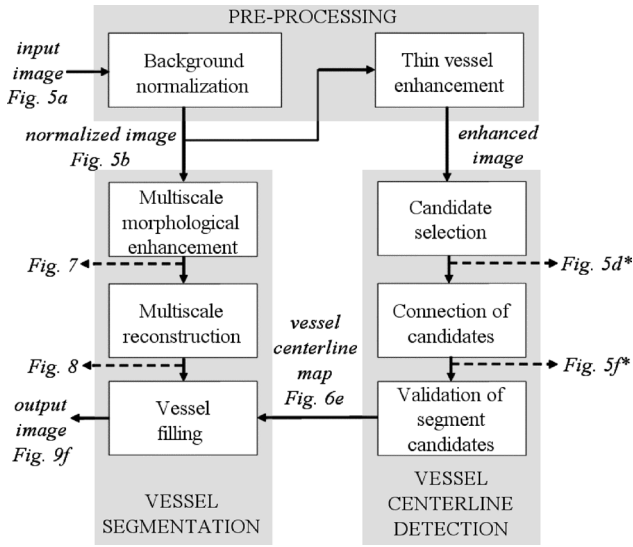 PRE-PROCESSING
input
image
Fig. 5a
Background
normalization
Thin vessel
enhancement
normalized image
Fig. 5b
enhanced
image
Multiscale
morphological
enhancement
Candidate
selection
Fig. 7
Fig. 5d*
Multiscale
reconstruction
vessel
centerline
map
Fig. 6e
Connection of
candidates
Fig. 8
Fig. 5f*
output
image
Fig. 9f
Vessel
filling
Validation of
segment
candidates
VESSEL
SEGMENTATION
VESSEL
CENTERLINE
DETECTION